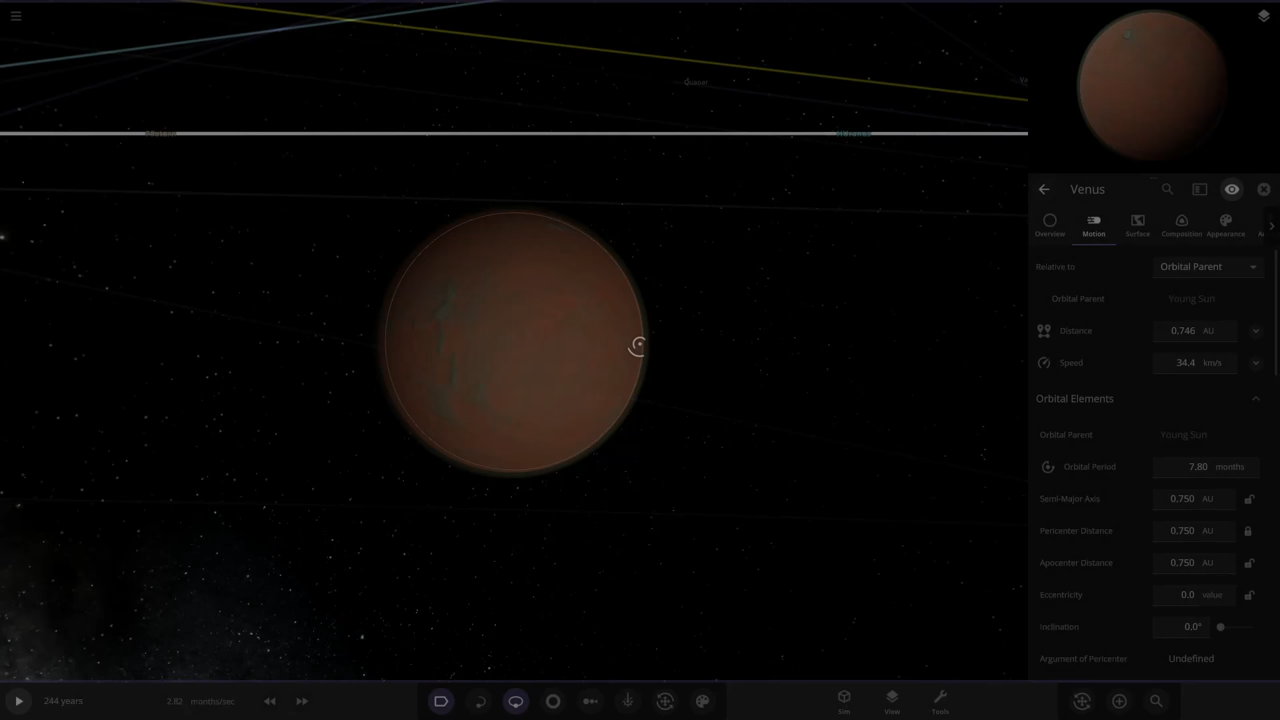 Quasar
Venus
Overview Motion Surface Composition Appearance
Relative to Orbital Parent
Orbital Parent Young Sun
Distance 0.746 AU
Speed 34.4 km/s
Orbital Elements
Orbital Parent Young Sun
Orbital Period 7.80 months
Semi-Major Axis 0.750 AU
Pericenter Distance 0.750 AU
Apocenter Distance 0.750 AU
Eccentricity 0.0 value
Inclination 0.0°
Argument of Pericenter Undefined
244 years 2.82 months/sec Sim View Tools